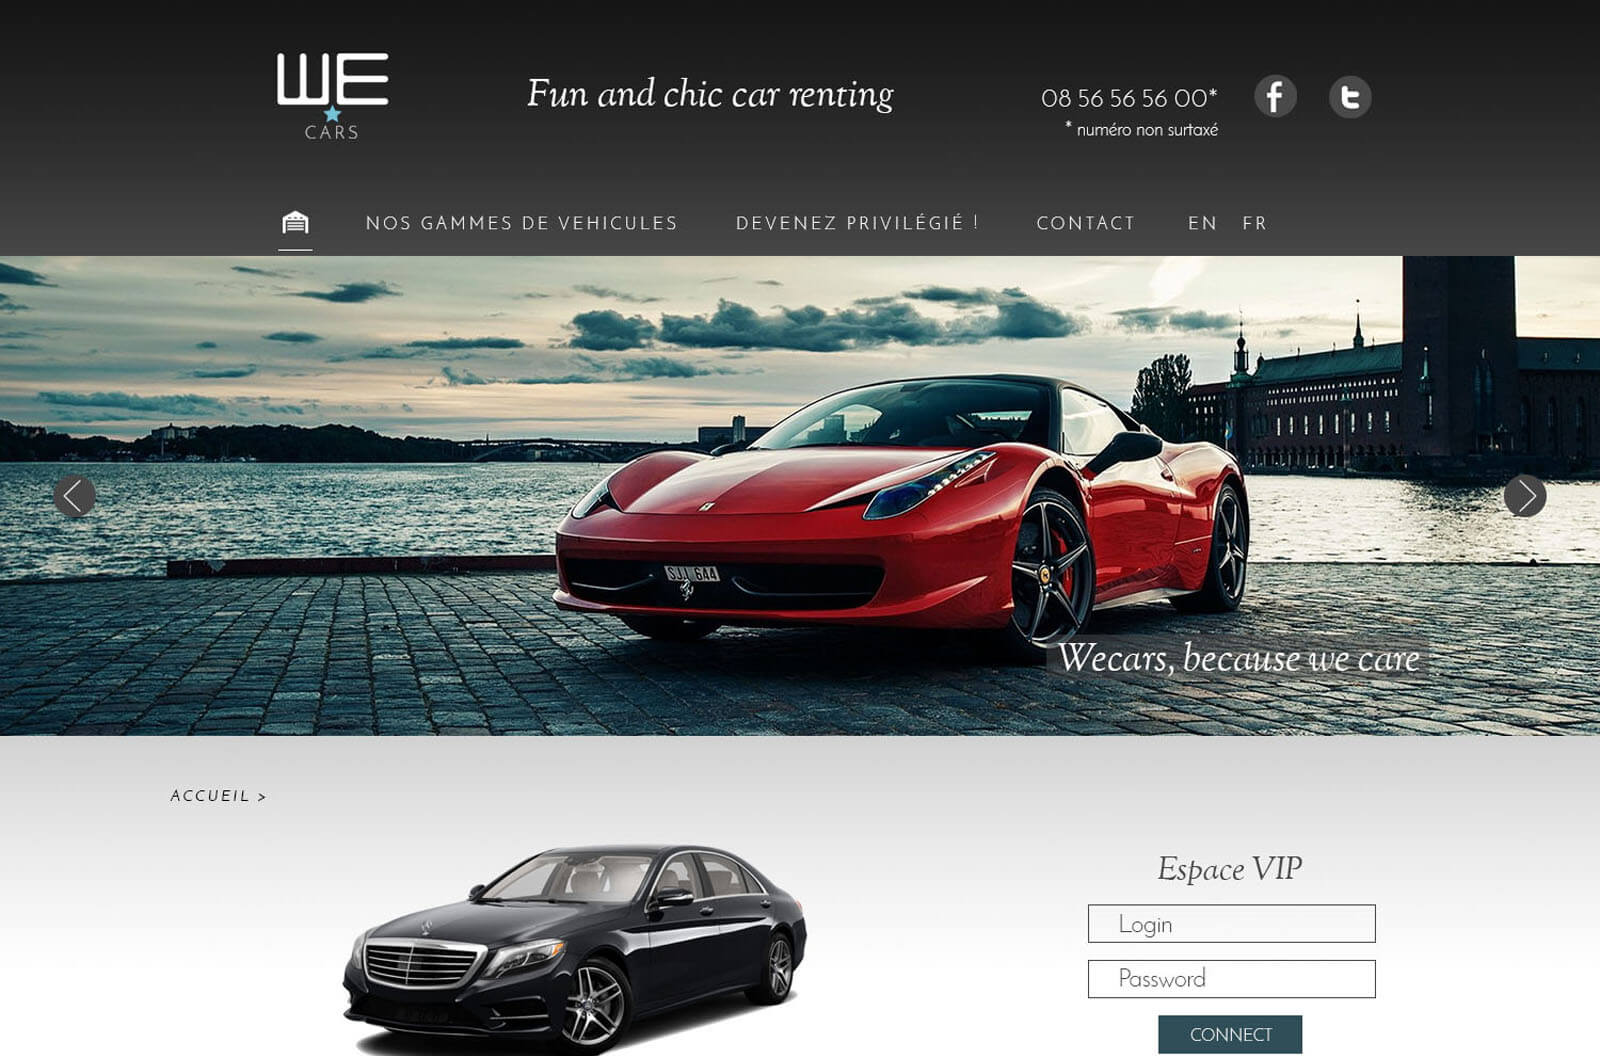 WE
CARS
Fun and chic car renting
08 56 56 56 00*
* numéro non surtaxé
f
t
NOS GAMMES DE VEHICULES
DEVENEZ PRIVILÉGIÉ !
CONTACT
EN
FR
SJJ 644
Wecars, because we care
ACCUEIL >
Espace VIP
Login
Password
CONNECT